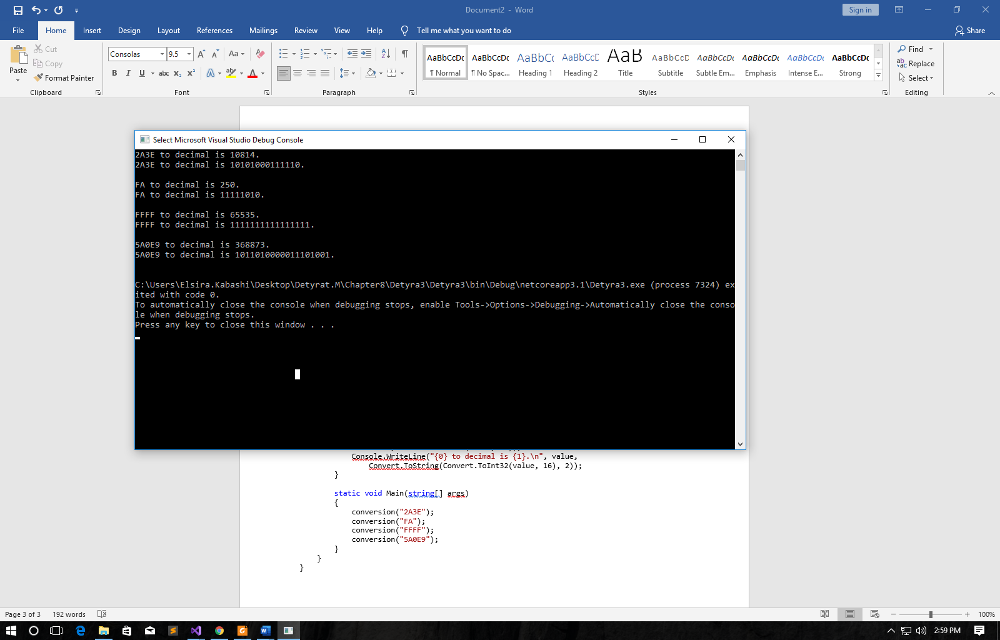 Document2 - Word
Sign in
File Home Insert Design Layout References Mailings Review View Help Tell me what you want to do Share
Paste
Cut
Copy
Format Painter
Clipboard
Consolas 9.5
Font
Paragraph
AaBbCcDc AaBbCcDc AaBbCc AaBbCcD AaB AaBbCcD AaBbCcDc AaBbCcDc AaBbCcDc AaBbCcDc
¶ Normal ¶ No Spac... Heading 1 Heading 2 Title Subtitle Subtle Em... Emphasis Intense E... Strong
Styles
Find
Replace
Select
Editing
Select Microsoft Visual Studio Debug Console
2A3E to decimal is 10814.
2A3E to decimal is 10101000111110.
FA to decimal is 250.
FA to decimal is 11111010.
FFFF to decimal is 65535.
FFFF to decimal is 1111111111111111.
5A0E9 to decimal is 368873.
5A0E9 to decimal is 1011010000011101001.
C:\Users\Elsira.Kabashi\Desktop\Detyrat.M\Chapter8\Detyra3\Detyra3\bin\Debug\netcoreapp3.1\Detyra3.exe (process 7324) ex
ited with code 0.
To automatically close the console when debugging stops, enable Tools->Options->Debugging->Automatically close the conso
le when debugging stops.
Press any key to close this window . . .
Console.WriteLine("{0} to decimal is {1}.\n", value,
Convert.ToString(Convert.ToInt32(value, 16), 2));
}
static void Main(string[] args)
{
conversion("2A3E");
conversion("FA");
conversion("FFFF");
conversion("5A0E9");
}
}
}
Page 3 of 3 192 words 100%
2:59 PM